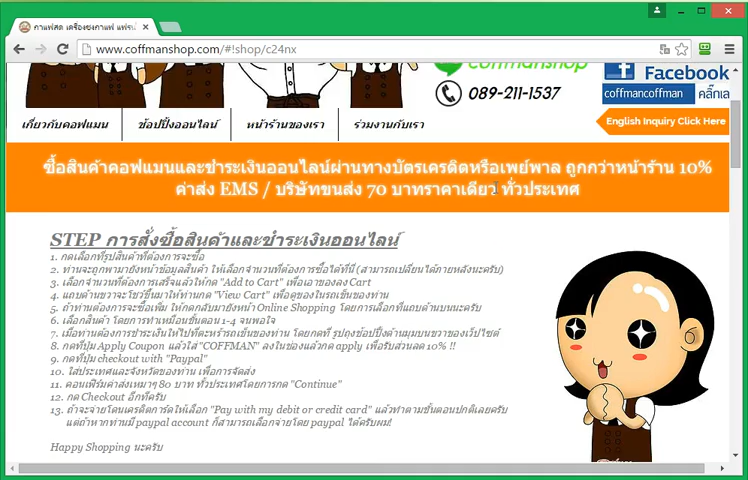 กาแฟสด เครื่องชงกาแฟ แฟรน
www.coffmanshop.com/#!shop/c24nx
coffmanshop
089-211-1537
Facebook
coffmancoffman คลิ๊กเล
เกี่ยวกับคอฟแมน ช้อปปิ้งออนไลน์ หน้าร้านของเรา ร่วมงานกับเรา
English Inquiry Click Here
ซื้อสินค้าคอฟแมนและชำระเงินออนไลน์ผ่านทางบัตรเครดิตหรือเพย์พาล ถูกกว่าหน้าร้าน 10%
ค่าส่ง EMS / บริษัทขนส่ง 70 บาทราคาเดียว ทั่วประเทศ
STEP การสั่งซื้อสินค้าและชำระเงินออนไลน์
1. กดเลือกที่รูปสินค้าที่ต้องการจะซื้อ
2. ท่านจะถูกพามายังหน้าข้อมูลสินค้า ให้เลือกจำนวนที่ต้องการซื้อได้ที่นี่ (สามารถเปลี่ยนได้ภายหลังนะครับ)
3. เลือกจำนวนที่ต้องการเสร็จแล้วให้กด "Add to Cart" เพื่อเอาของลง Cart
4. แถบด้านขวาจะโชว์ขึ้นมาให้ท่านกด "View Cart" เพื่อดูของในรถเข็นของท่าน
5. ถ้าท่านต้องการจะซื้อเพิ่ม ให้กดกลับมายังหน้า Online Shopping โดยการเลือกที่แถบด้านบนนะครับ
6. เลือกสินค้า โดยการทำเหมือนขั้นตอน 1-4 จนพอใจ
7. เมื่อท่านต้องการชำระเงินให้ไปที่ตะหร้ารถเข็นของท่าน โดยกดที่ รูปถุงช้อปปิ้งด้านมุมบนขวาของเว็บไซต์
8. กดที่ปุ่ม Apply Coupon แล้วใส่ "COFFMAN" ลงในช่องแล้วกด apply เพื่อรับส่วนลด 10% !!
9. กดที่ปุ่ม checkout with "Paypal"
10. ใส่ประเทศและจังหวัดของท่าน เพื่อการจัดส่ง
11. คอนเฟิร์มค่าส่งเหมาๆ 80 บาท ทั่วประเทศโดยการกด "Continue"
12. กด Checkout อีกทีครับ
13. ถ้าจะจ่ายโดนเครดิตการ์ดให้เลือก "Pay with my debit or credit card" แล้วทำตามขั้นตอนปกติเลยครับ
แต่ถ้าหากท่านมี paypal account ก็สามารถเลือกจ่ายโดย paypal ได้ครับผม!
Happy Shopping นะครับ